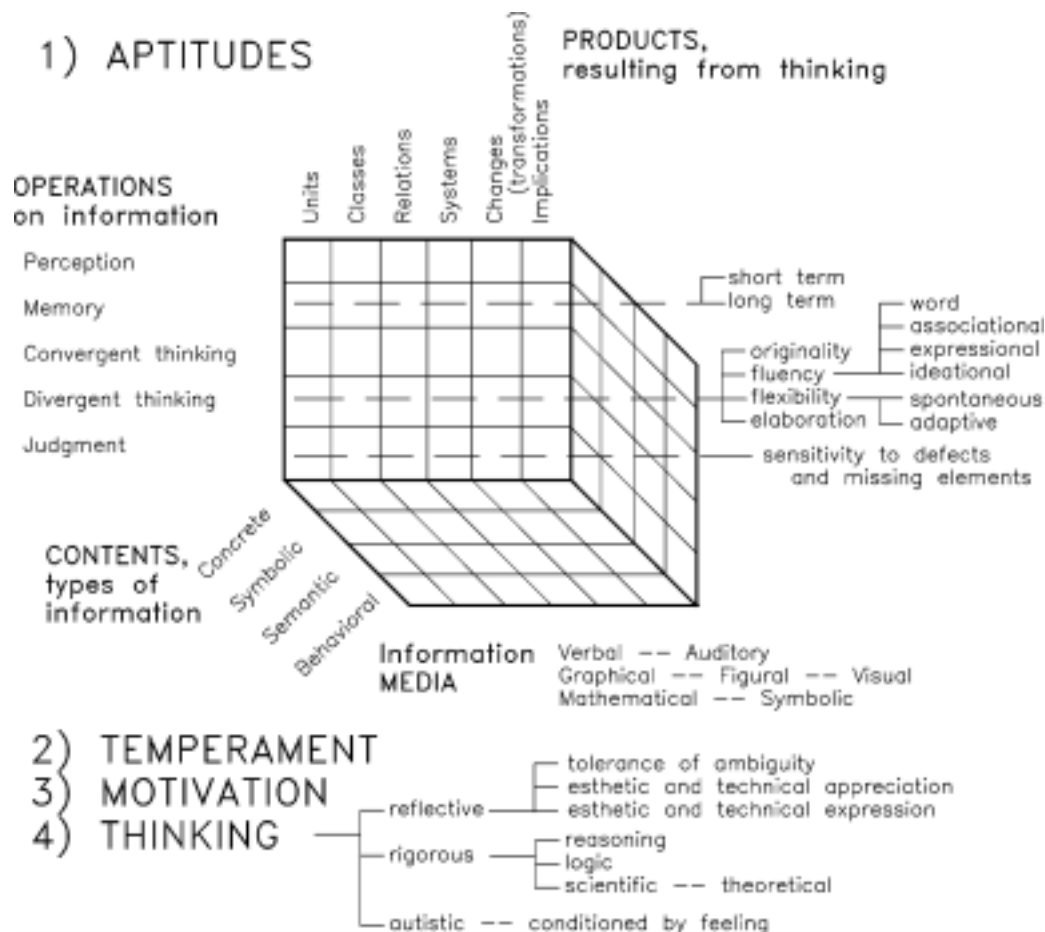 1) APTITUDES
PRODUCTS,
resulting from thinking
Units
Classes
Relations
Systems
Changes
(transformations)
Implications
OPERATIONS
on information
Perception
Memory
Convergent thinking
Divergent thinking
Judgment
short term
long term
originality
fluency
flexibility
elaboration
word
associational
expressional
ideational
spontaneous
adaptive
sensitivity to defects
and missing elements
CONTENTS,
types of
information
Concrete
Symbolic
Semantic
Behavioral
Information
MEDIA
Verbal -- Auditory
Graphical -- Figural -- Visual
Mathematical -- Symbolic
2) TEMPERAMENT
3) MOTIVATION
4) THINKING
reflective
tolerance of ambiguity
esthetic and technical appreciation
esthetic and technical expression
rigorous
reasoning
logic
scientific -- theoretical
autistic -- conditioned by feeling